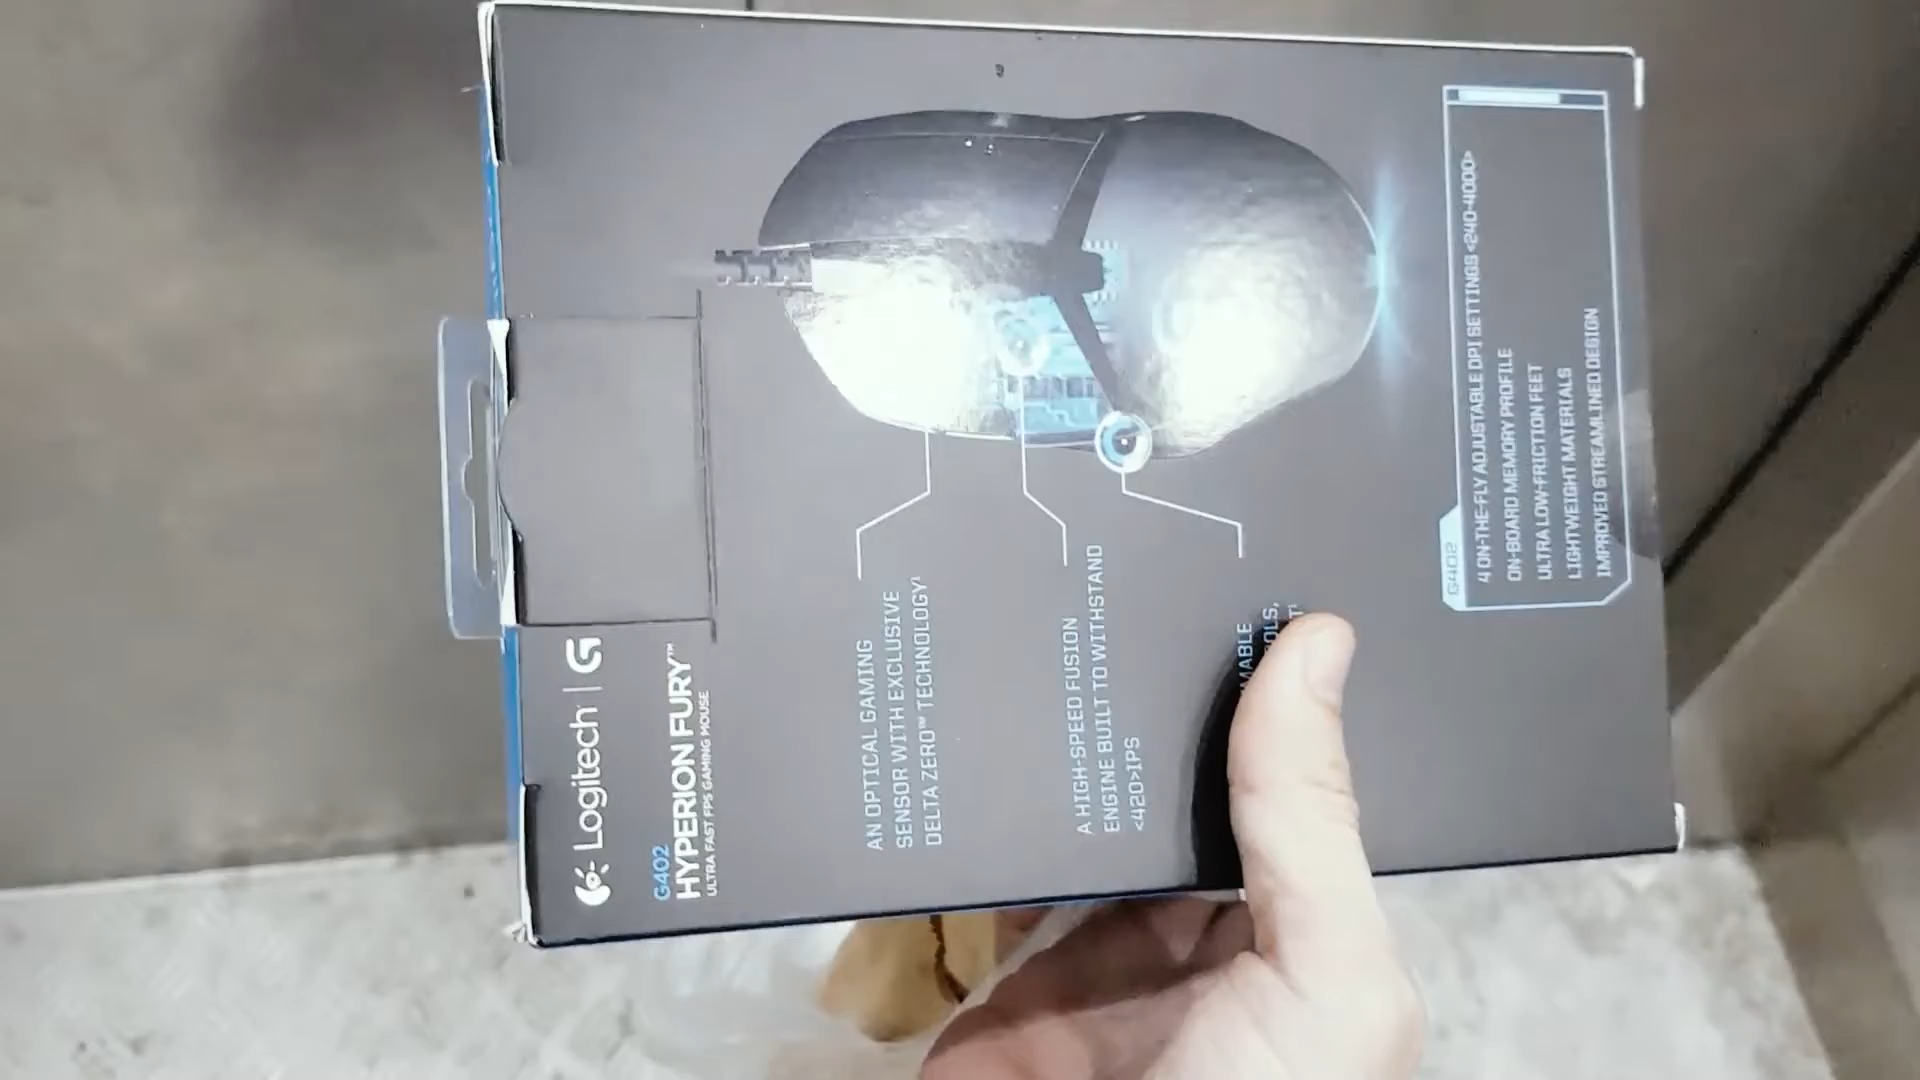 Logitech | G
G402
HYPERION FURY™
ULTRA FAST FPS GAMING MOUSE
AN OPTICAL GAMING
SENSOR WITH EXCLUSIVE
DELTA ZERO™ TECHNOLOGY¹
A HIGH-SPEED FUSION
ENGINE BUILT TO WITHSTAND
<420>IPS
G402
4 ON-THE-FLY ADJUSTABLE DPI SETTINGS <240-4000>
ON-BOARD MEMORY PROFILE
ULTRA LOW-FRICTION FEET
LIGHTWEIGHT MATERIALS
IMPROVED STREAMLINED DESIGN